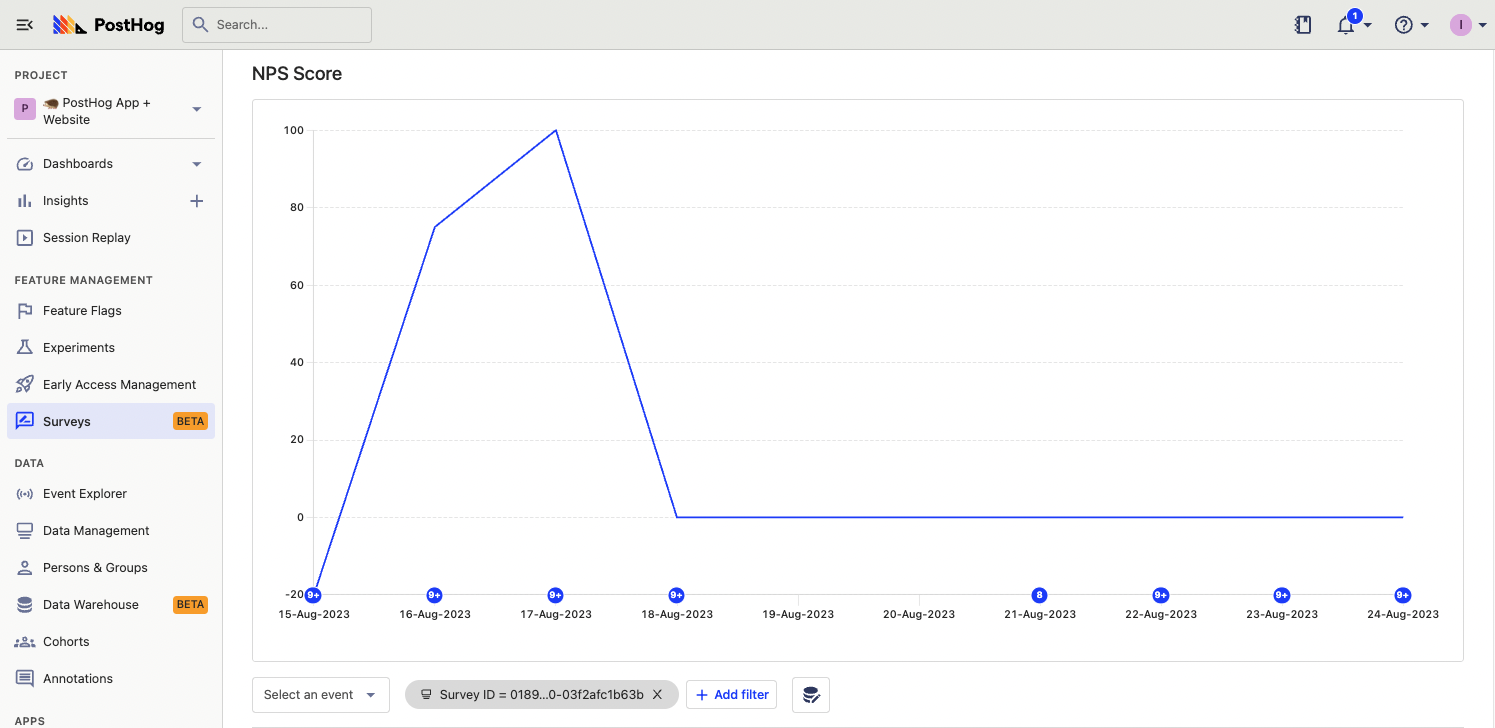 PostHog
Search...
1
I
PROJECT
P
PostHog App +
Website
Dashboards
Insights
Session Replay
FEATURE MANAGEMENT
Feature Flags
Experiments
Early Access Management
Surveys
BETA
DATA
Event Explorer
Data Management
Persons & Groups
Data Warehouse
BETA
Cohorts
Annotations
APPS
NPS Score
100
80
60
40
20
0
-20
9+ 9+ 9+ 9+ 8 9+ 9+ 9+
15-Aug-2023 16-Aug-2023 17-Aug-2023 18-Aug-2023 19-Aug-2023 20-Aug-2023 21-Aug-2023 22-Aug-2023 23-Aug-2023 24-Aug-2023
Select an event
Survey ID = 0189...0-03f2afc1b63b
Add filter